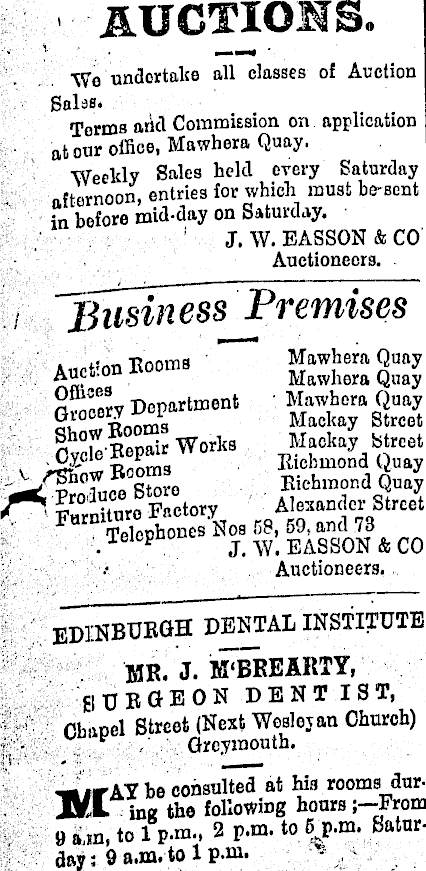 AUCTIONS.
We undertake all classes of Auction
Sales.
Terms and Commission on application
at our office, Mawhera Quay.
Weekly Sales held every Saturday
afternoon, entries for which must be sent
in before mid-day on Saturday.
J. W. EASSON & CO
Auctioneers.
Business Premises
Auction Rooms Mawhera Quay
Offices Mawhera Quay
Grocery Department Mawhera Quay
Show Rooms Mackay Street
Cycle Repair Works Mackay Street
Show Rooms Richmond Quay
Produce Store Richmond Quay
Furniture Factory Alexander Street
Telephones Nos 58, 59, and 73
J. W. EASSON & CO
Auctioneers.
EDINBURGH DENTAL INSTITUTE
MR. J. M'BREARTY,
SURGEON DENTIST,
Chapel Street (Next Wesleyan Church)
Greymouth.
MAY be consulted at his rooms dur-
ing the following hours;—From
9 a.m, to 1 p.m., 2 p.m. to 5 p.m. Satur-
day: 9 a.m. to 1 p.m.